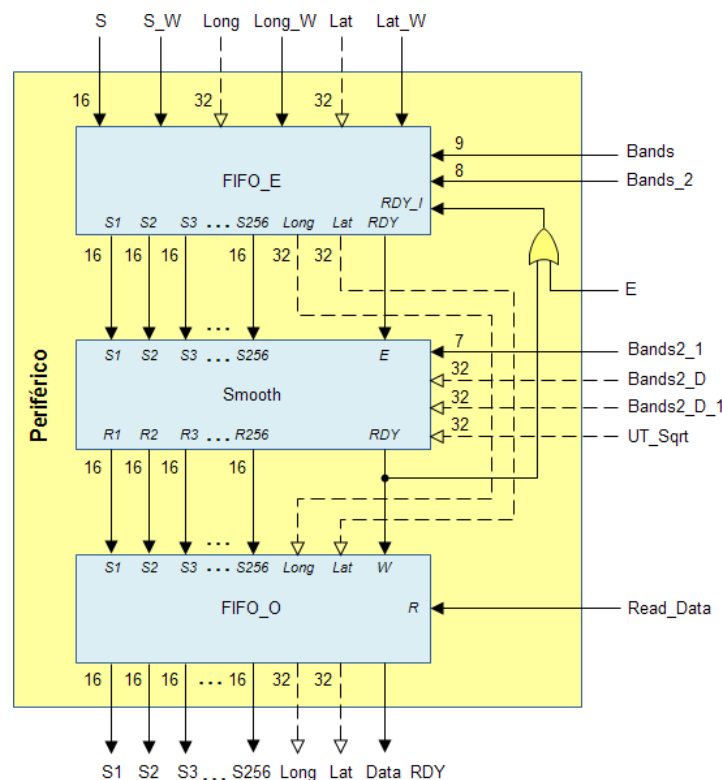 S S_W Long Long_W Lat Lat_W
16 32 32
9 Bands
FIFO_E
8 Bands_2
RDY_I
S1 S2 S3 ... S256 Long Lat RDY
16 16 16 16 32 32
E
...
S1 S2 S3 ... S256 E
7 Bands2_1
32 Bands2_D
Smooth
32 Bands2_D_1
R1 R2 R3 ... R256 RDY
32 UT_Sqrt
Periférico
16 16 16 16
...
S1 S2 S3 ... S256 Long Lat W
FIFO_O
R Read_Data
16 16 16 ... 16 32 32
S1 S2 S3 ... S256 Long Lat Data RDY